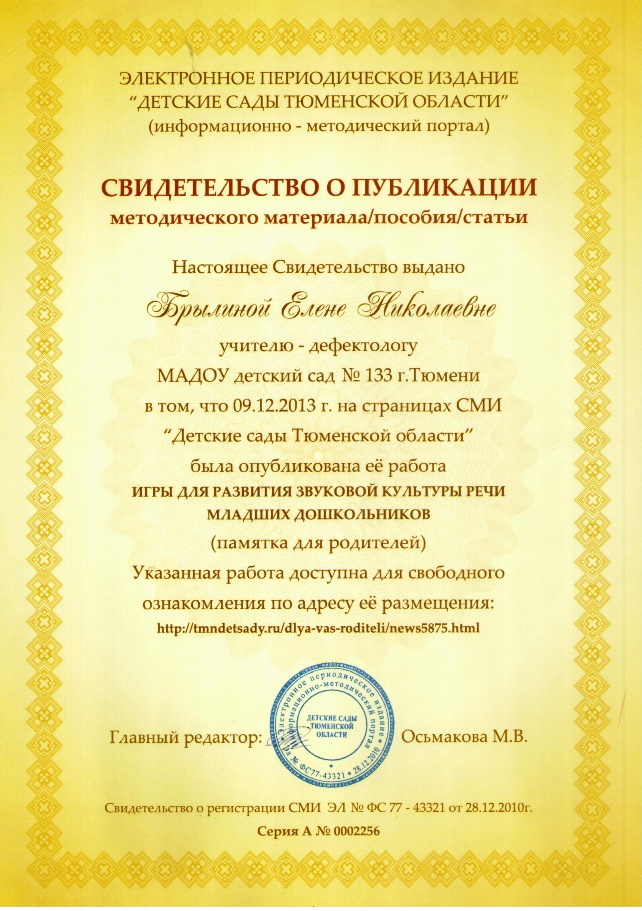 ЭЛЕКТРОННОЕ ПЕРИОДИЧЕСКОЕ ИЗДАНИЕ
“ДЕТСКИЕ САДЫ ТЮМЕНСКОЙ ОБЛАСТИ”
(информационно - методический портал)
СВИДЕТЕЛЬСТВО О ПУБЛИКАЦИИ
методического материала/пособия/статьи
Настоящее Свидетельство выдано
Брылиной Елене Николаевне
учителю - дефектологу
МАДОУ детский сад № 133 г.Тюмени
в том, что 09.12.2013 г. на страницах СМИ
“Детские сады Тюменской области”
была опубликована её работа
ИГРЫ ДЛЯ РАЗВИТИЯ ЗВУКОВОЙ КУЛЬТУРЫ РЕЧИ
МЛАДШИХ ДОШКОЛЬНИКОВ
(памятка для родителей)
Указанная работа доступна для свободного
ознакомления по адресу её размещения:
http://tmndetsady.ru/dlya-vas-roditeli/news5875.html
Электронное периодическое издание
информационно-методический портал
ДЕТСКИЕ САДЫ
ТЮМЕНСКОЙ
ОБЛАСТИ
№ ФС77-43321 * 28.12.2010
Главный редактор: Осьмакова М.В.
Свидетельство о регистрации СМИ ЭЛ № ФС 77 - 43321 от 28.12.2010г.
Серия А № 0002256